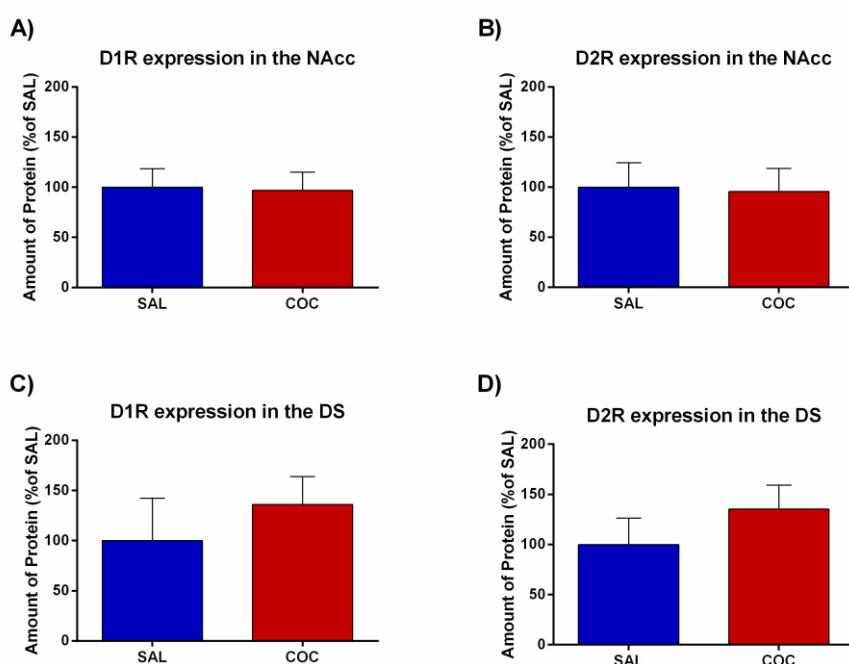 A)
D1R expression in the NAcc
Amount of Protein (%of SAL)
200
150
100
50
0
SAL
COC
B)
D2R expression in the NAcc
Amount of Protein (%of SAL)
200
150
100
50
0
SAL
COC
C)
D1R expression in the DS
Amount of Protein (%of SAL)
200
150
100
50
0
SAL
COC
D)
D2R expression in the DS
Amount of Protein (%of SAL)
200
150
100
50
0
SAL
COC